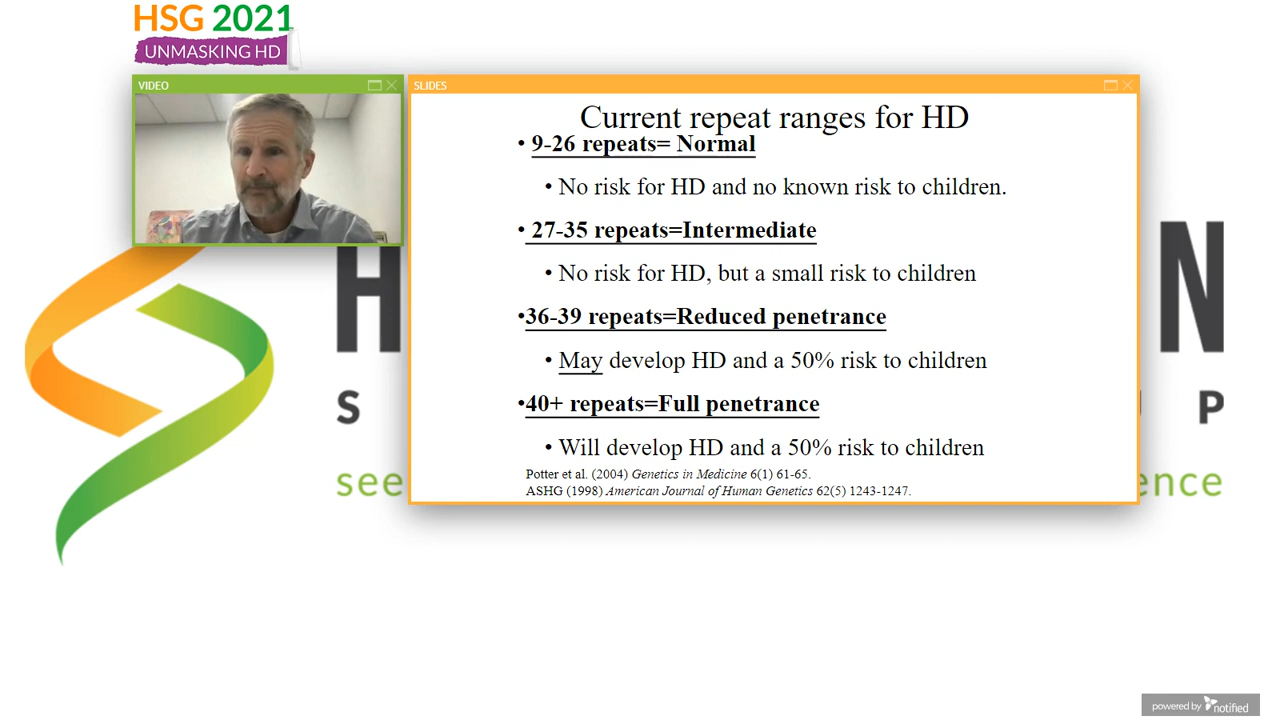 HSG 2021
UNMASKING HD
VIDEO
SLIDES
Current repeat ranges for HD
• 9-26 repeats= Normal
• No risk for HD and no known risk to children.
• 27-35 repeats=Intermediate
• No risk for HD, but a small risk to children
•36-39 repeats=Reduced penetrance
• May develop HD and a 50% risk to children
•40+ repeats=Full penetrance
• Will develop HD and a 50% risk to children
Potter et al. (2004) Genetics in Medicine 6(1) 61-65.
ASHG (1998) American Journal of Human Genetics 62(5) 1243-1247.
H N
S P
see ence
powered by notified